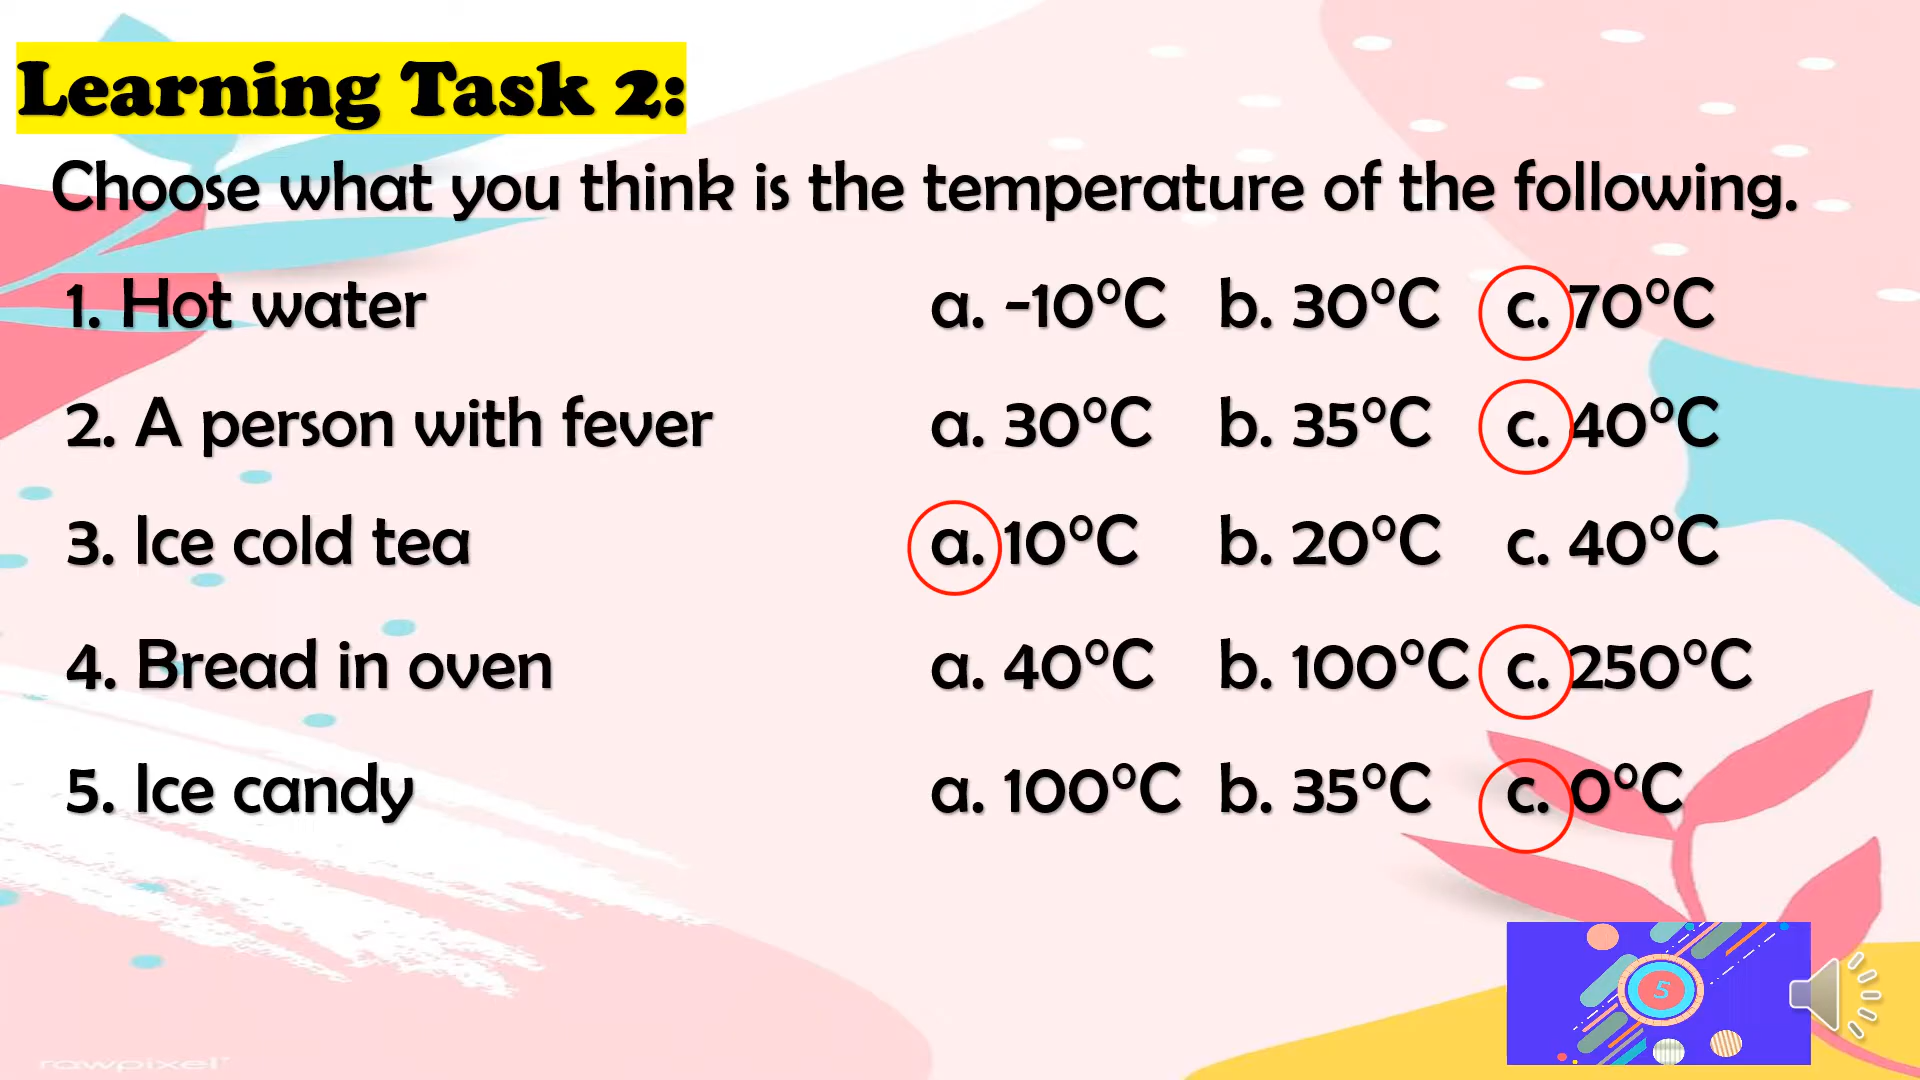 Learning Task 2:
Choose what you think is the temperature of the following.
1. Hot water a. -10°C b. 30°C c. 70°C
2. A person with fever a. 30°C b. 35°C c. 40°C
3. Ice cold tea a. 10°C b. 20°C c. 40°C
4. Bread in oven a. 40°C b. 100°C c. 250°C
5. Ice candy a. 100°C b. 35°C c. 0°C
5
rawpixel